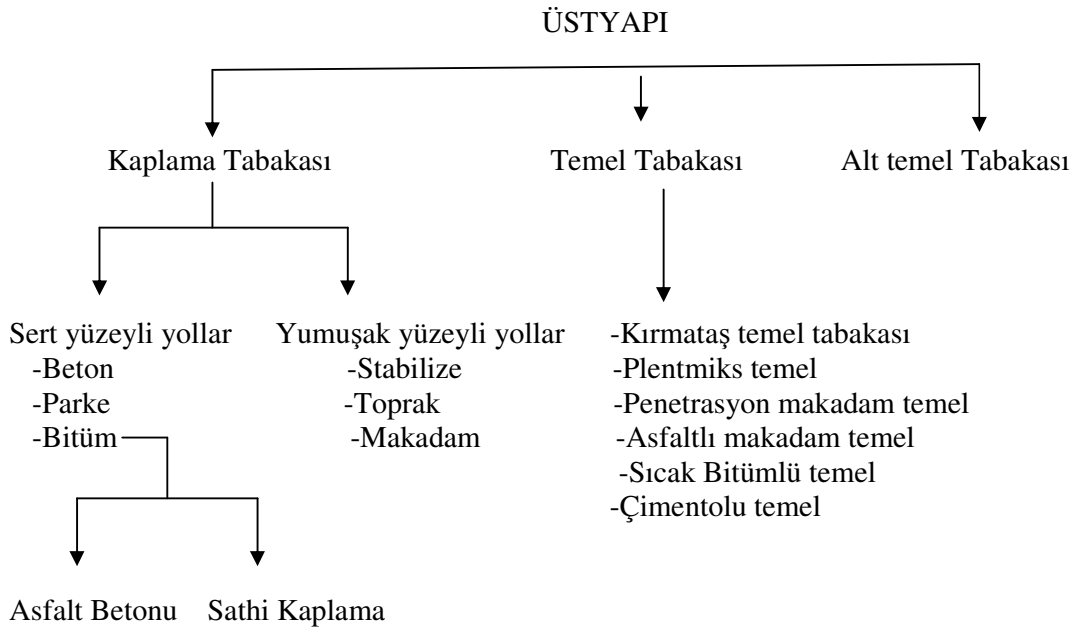 ÜSTYAPI
Kaplama Tabakası
Temel Tabakası
Alt temel Tabakası
Sert yüzeyli yollar
-Beton
-Parke
-Bitüm
Yumuşak yüzeyli yollar
-Stabilize
-Toprak
-Makadam
-Kırmataş temel tabakası
-Plentmiks temel
-Penetrasyon makadam temel
-Asfaltlı makadam temel
-Sıcak Bitümlü temel
-Çimentolu temel
Asfalt Betonu
Sathi Kaplama